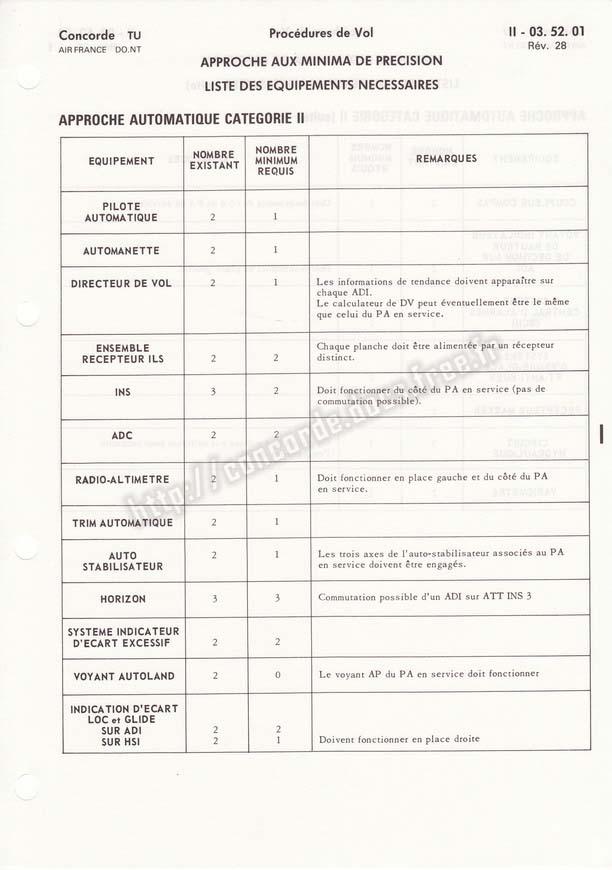 Concorde TU
AIR FRANCE DO.NT
Procédures de Vol
II - 03. 52. 01
Rév. 28
APPROCHE AUX MINIMA DE PRECISION
LISTE DES EQUIPEMENTS NECESSAIRES
APPROCHE AUTOMATIQUE CATEGORIE II
EQUIPEMENT
NOMBRE
EXISTANT
NOMBRE
MINIMUM
REQUIS
REMARQUES
PILOTE
AUTOMATIQUE 2 1
AUTOMANETTE 2 1
DIRECTEUR DE VOL 2 1 Les informations de tendance doivent apparaître sur
chaque ADI.
Le calculateur de DV peut éventuellement être le même
que celui du PA en service.
ENSEMBLE
RECEPTEUR ILS 2 2 Chaque planche doit être alimentée par un récepteur
distinct.
INS 3 2 Doit fonctionner du côté du PA en service (pas de
commutation possible).
ADC 2 2
RADIO-ALTIMETRE 2 1 Doit fonctionner en place gauche et du côté du PA
en service.
TRIM AUTOMATIQUE 2 1
AUTO
STABILISATEUR 2 1 Les trois axes de l'auto-stabilisateur associés au PA
en service doivent être engagés.
HORIZON 3 3 Commutation possible d'un ADI sur ATT INS 3
SYSTEME INDICATEUR
D'ECART EXCESSIF 2 2
VOYANT AUTOLAND 2 0 Le voyant AP du PA en service doit fonctionner
INDICATION D'ECART
LOC et GLIDE
SUR ADI 2 2
SUR HSI 2 1 Doivent fonctionner en place droite
http://concorde.jbcm.free.fr